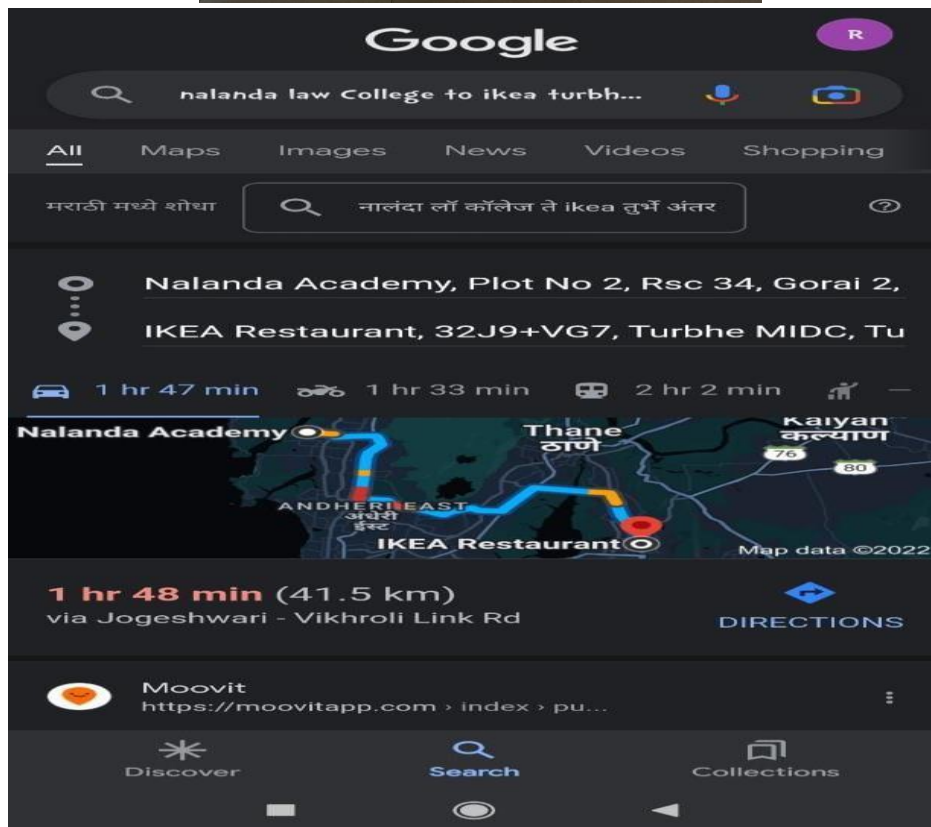 Google
R
nalanda law College to ikea turbh...
All Maps Images News Videos Shopping
मराठी मध्ये शोधा नालंदा लॉ कॉलेज ते ikea तुर्भे अंतर
Nalanda Academy, Plot No 2, Rsc 34, Gorai 2,
IKEA Restaurant, 32J9+VG7, Turbhe MIDC, Tu
1 hr 47 min 1 hr 33 min 2 hr 2 min —
Nalanda Academy
Thane
ठाणे
Kalyan
कल्याण
76
80
ANDHERI EAST
अंधेरी
ईस्ट
IKEA Restaurant
Map data ©2022
1 hr 48 min (41.5 km)
via Jogeshwari - Vikhroli Link Rd
DIRECTIONS
Moovit
https://moovitapp.com › index › pu...
Discover Search Collections